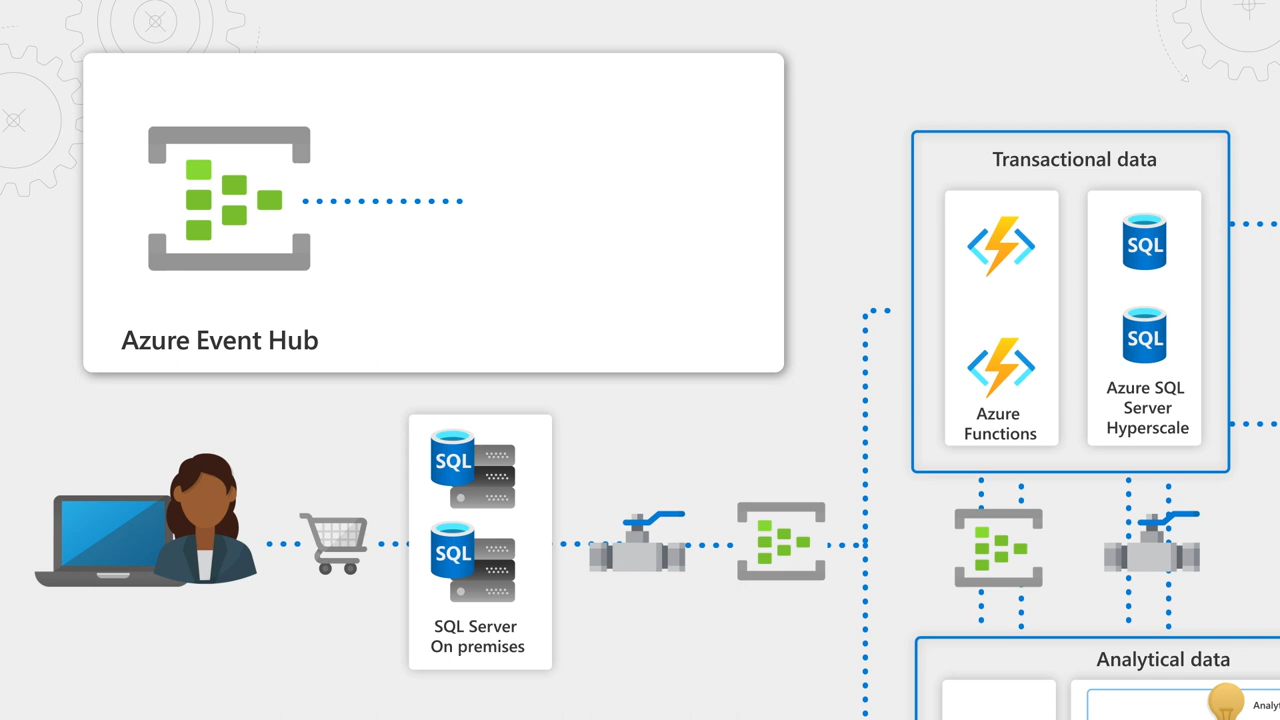 Azure Event Hub
Transactional data
SQL
SQL
Azure
Functions
Azure SQL
Server
Hyperscale
SQL
SQL
SQL Server
On premises
Analytical data
Analyt